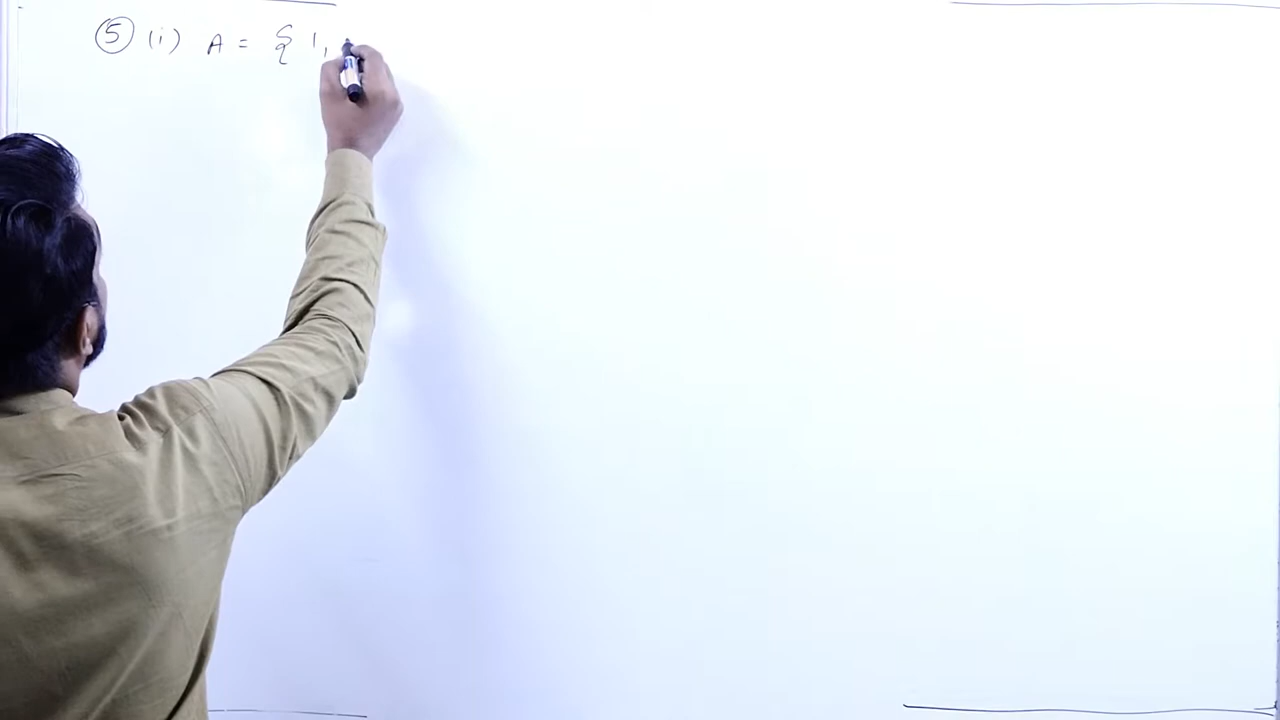 ⑤ (i) A = { 1,